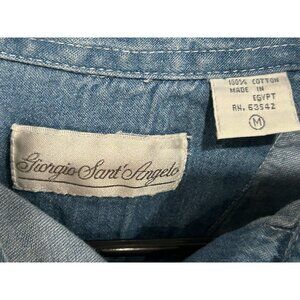 Giorgio Sant'Angelo
100% COTTON
MADE IN
EGYPT
RN. 63542
M